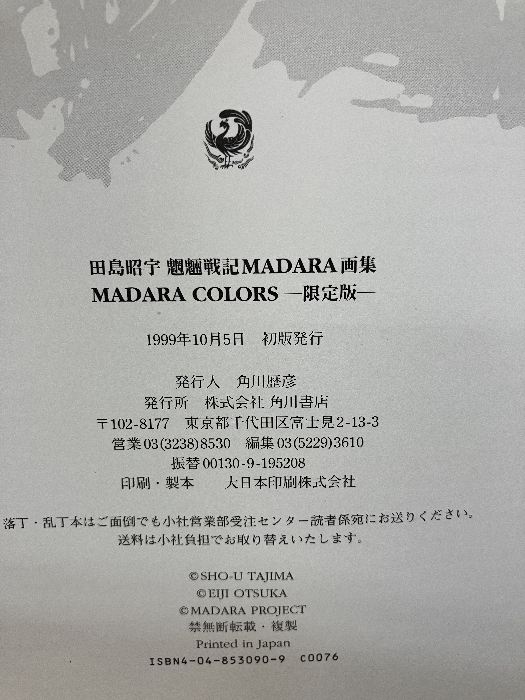 田島昭宇 魍魎戦記MADARA画集
MADARA COLORS —限定版—
1999年10月5日 初版発行
発行人 角川歴彦
発行所 株式会社 角川書店
〒102-8177 東京都千代田区富士見2-13-3
営業03(3238)8530 編集03(5229)3610
振替00130-9-195208
印刷・製本 大日本印刷株式会社
落丁・乱丁本はご面倒でも小社営業部受注センター読者係宛にお送りください。
送料は小社負担でお取り替えいたします。
©SHO-U TAJIMA
©EIJI OTSUKA
©MADARA PROJECT
禁無断転載・複製
Printed in Japan
ISBN4-04-853090-9 C0076